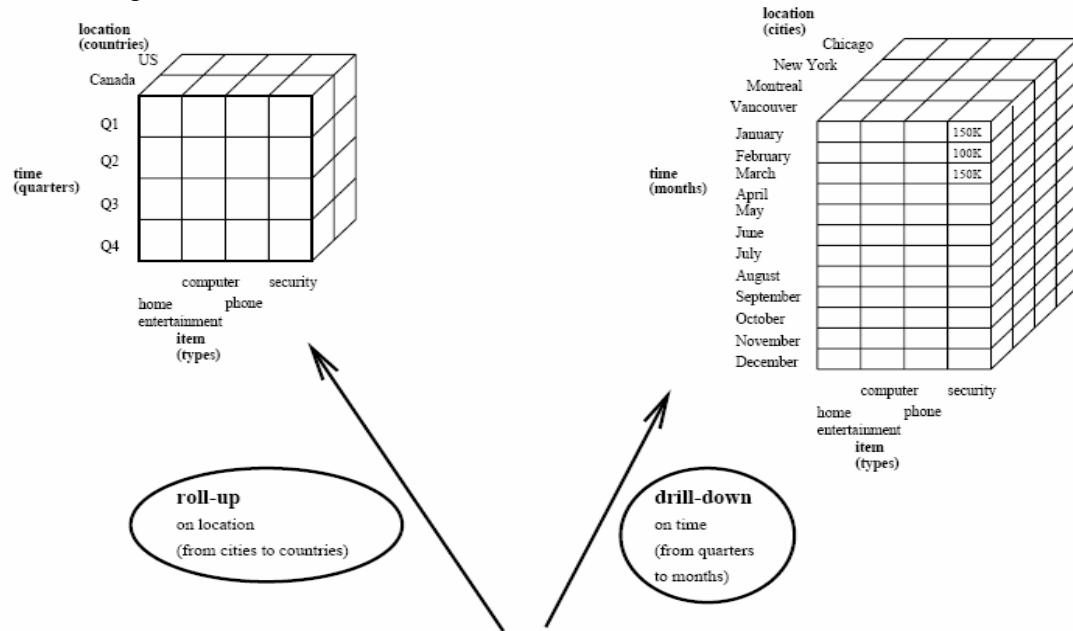 location
(countries)
US
Canada
Q1
Q2
time
(quarters)
Q3
Q4
computer
security
home
phone
entertainment
item
(types)
location
(cities)
Chicago
New York
Montreal
Vancouver
January
150K
February
100K
March
150K
time
(months)
April
May
June
July
August
September
October
November
December
computer
security
home
phone
entertainment
item
(types)
roll-up
on location
(from cities to countries)
drill-down
on time
(from quarters
to months)